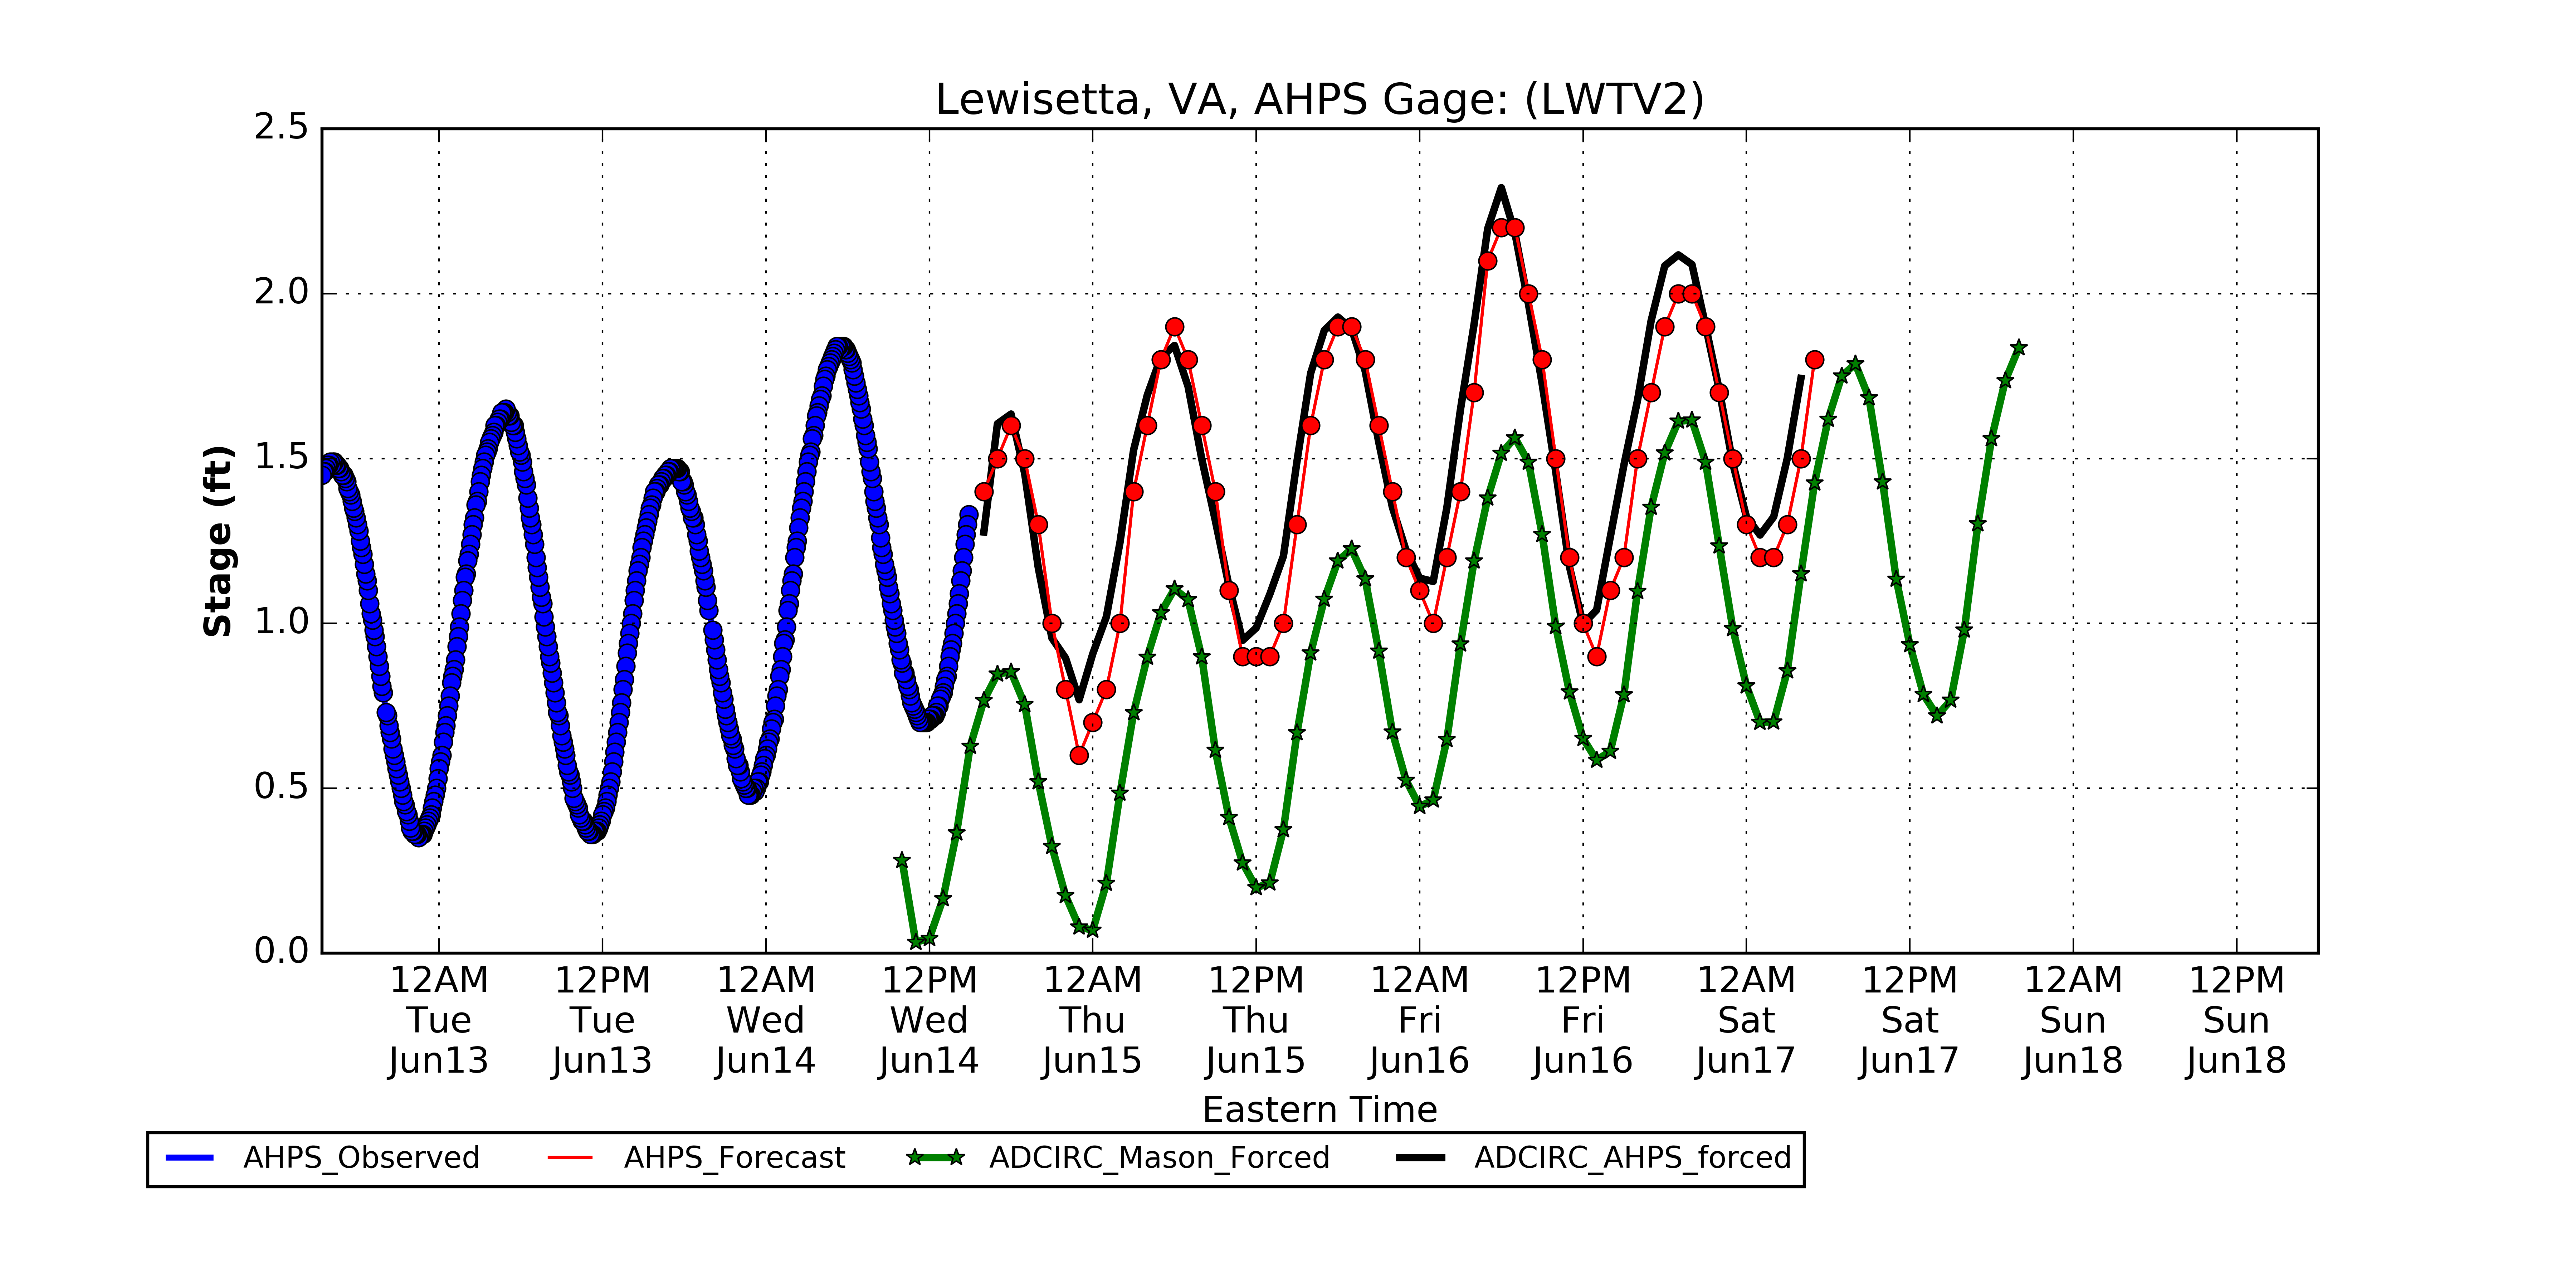 Lewisetta, VA, AHPS Gage: (LWTV2)
2.5
2.0
1.5
1.0
0.5
0.0
Stage (ft)
12AM 12PM 12AM 12PM 12AM 12PM 12AM 12PM 12AM 12PM 12AM 12PM
Tue Tue Wed Wed Thu Thu Fri Fri Sat Sat Sun Sun
Jun13 Jun13 Jun14 Jun14 Jun15 Jun15 Jun16 Jun16 Jun17 Jun17 Jun18 Jun18
Eastern Time
AHPS_Observed AHPS_Forecast ADCIRC_Mason_Forced ADCIRC_AHPS_forced